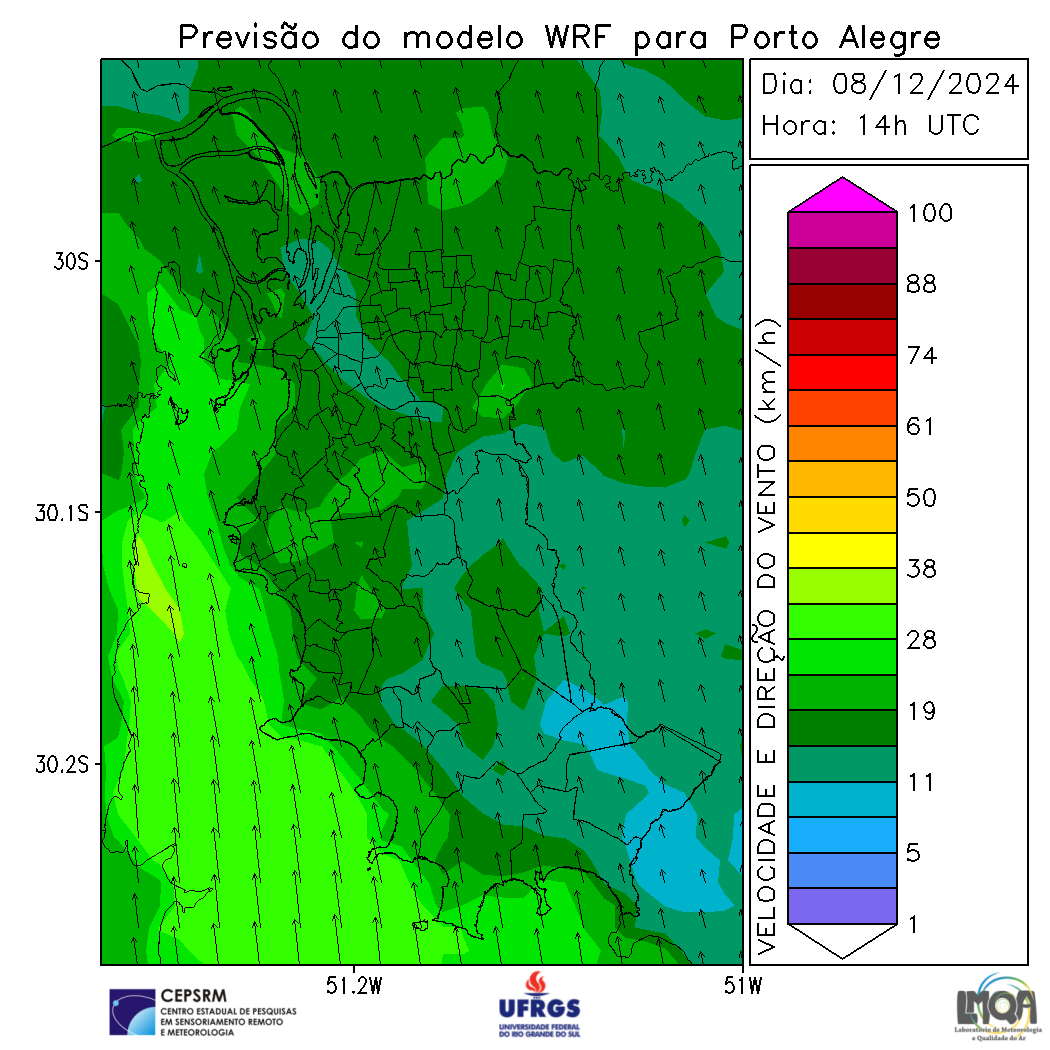 Previsão do modelo WRF para Porto Alegre
Dia: 08/12/2024
Hora: 14h UTC
30S
30.1S
30.2S
51.2W
51W
VELOCIDADE E DIREÇÃO DO VENTO (km/h)
100
88
74
61
50
38
28
19
11
5
1
CEPSRM
CENTRO ESTADUAL DE PESQUISAS
EM SENSORIAMENTO REMOTO
E METEOROLOGIA
UFRGS
UNIVERSIDADE FEDERAL
DO RIO GRANDE DO SUL
LMQA
Laboratório de Meteorologia
e Qualidade do Ar